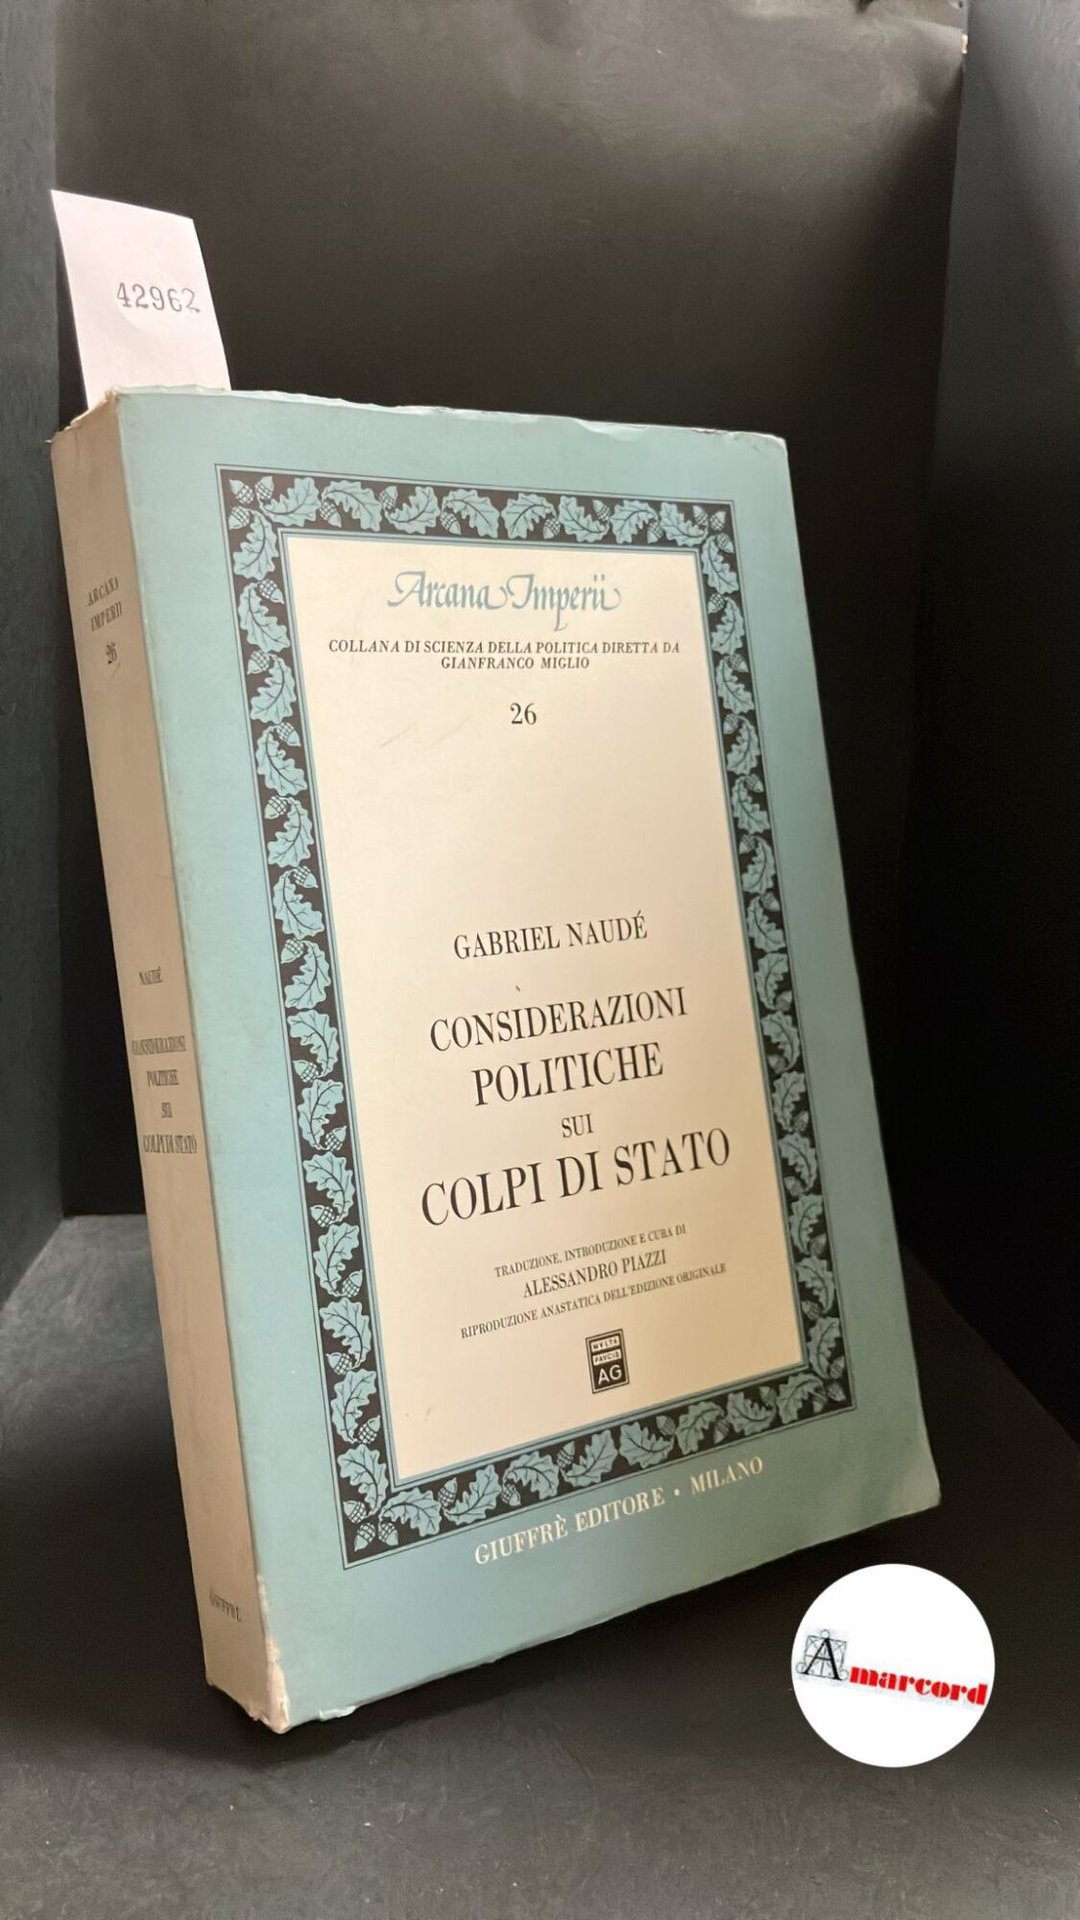 42962
Arcana Imperii
COLLANA DI SCIENZA DELLA POLITICA DIRETTA DA
GIANFRANCO MIGLIO
26
GABRIEL NAUDÉ
CONSIDERAZIONI
POLITICHE
SUI
COLPI DI STATO
TRADUZIONE, INTRODUZIONE E CURA DI
ALESSANDRO PIAZZI
RIPRODUZIONE ANASTATICA DELL'EDIZIONE ORIGINALE
MVLTA
PAVCIS
AG
GIUFFRÈ EDITORE • MILANO
ARCANA
IMPERII
26
NAUDÉ
CONSIDERAZIONI
POLITICHE
SUI
COLPI DI STATO
GIUFFRÈ
Amarcord